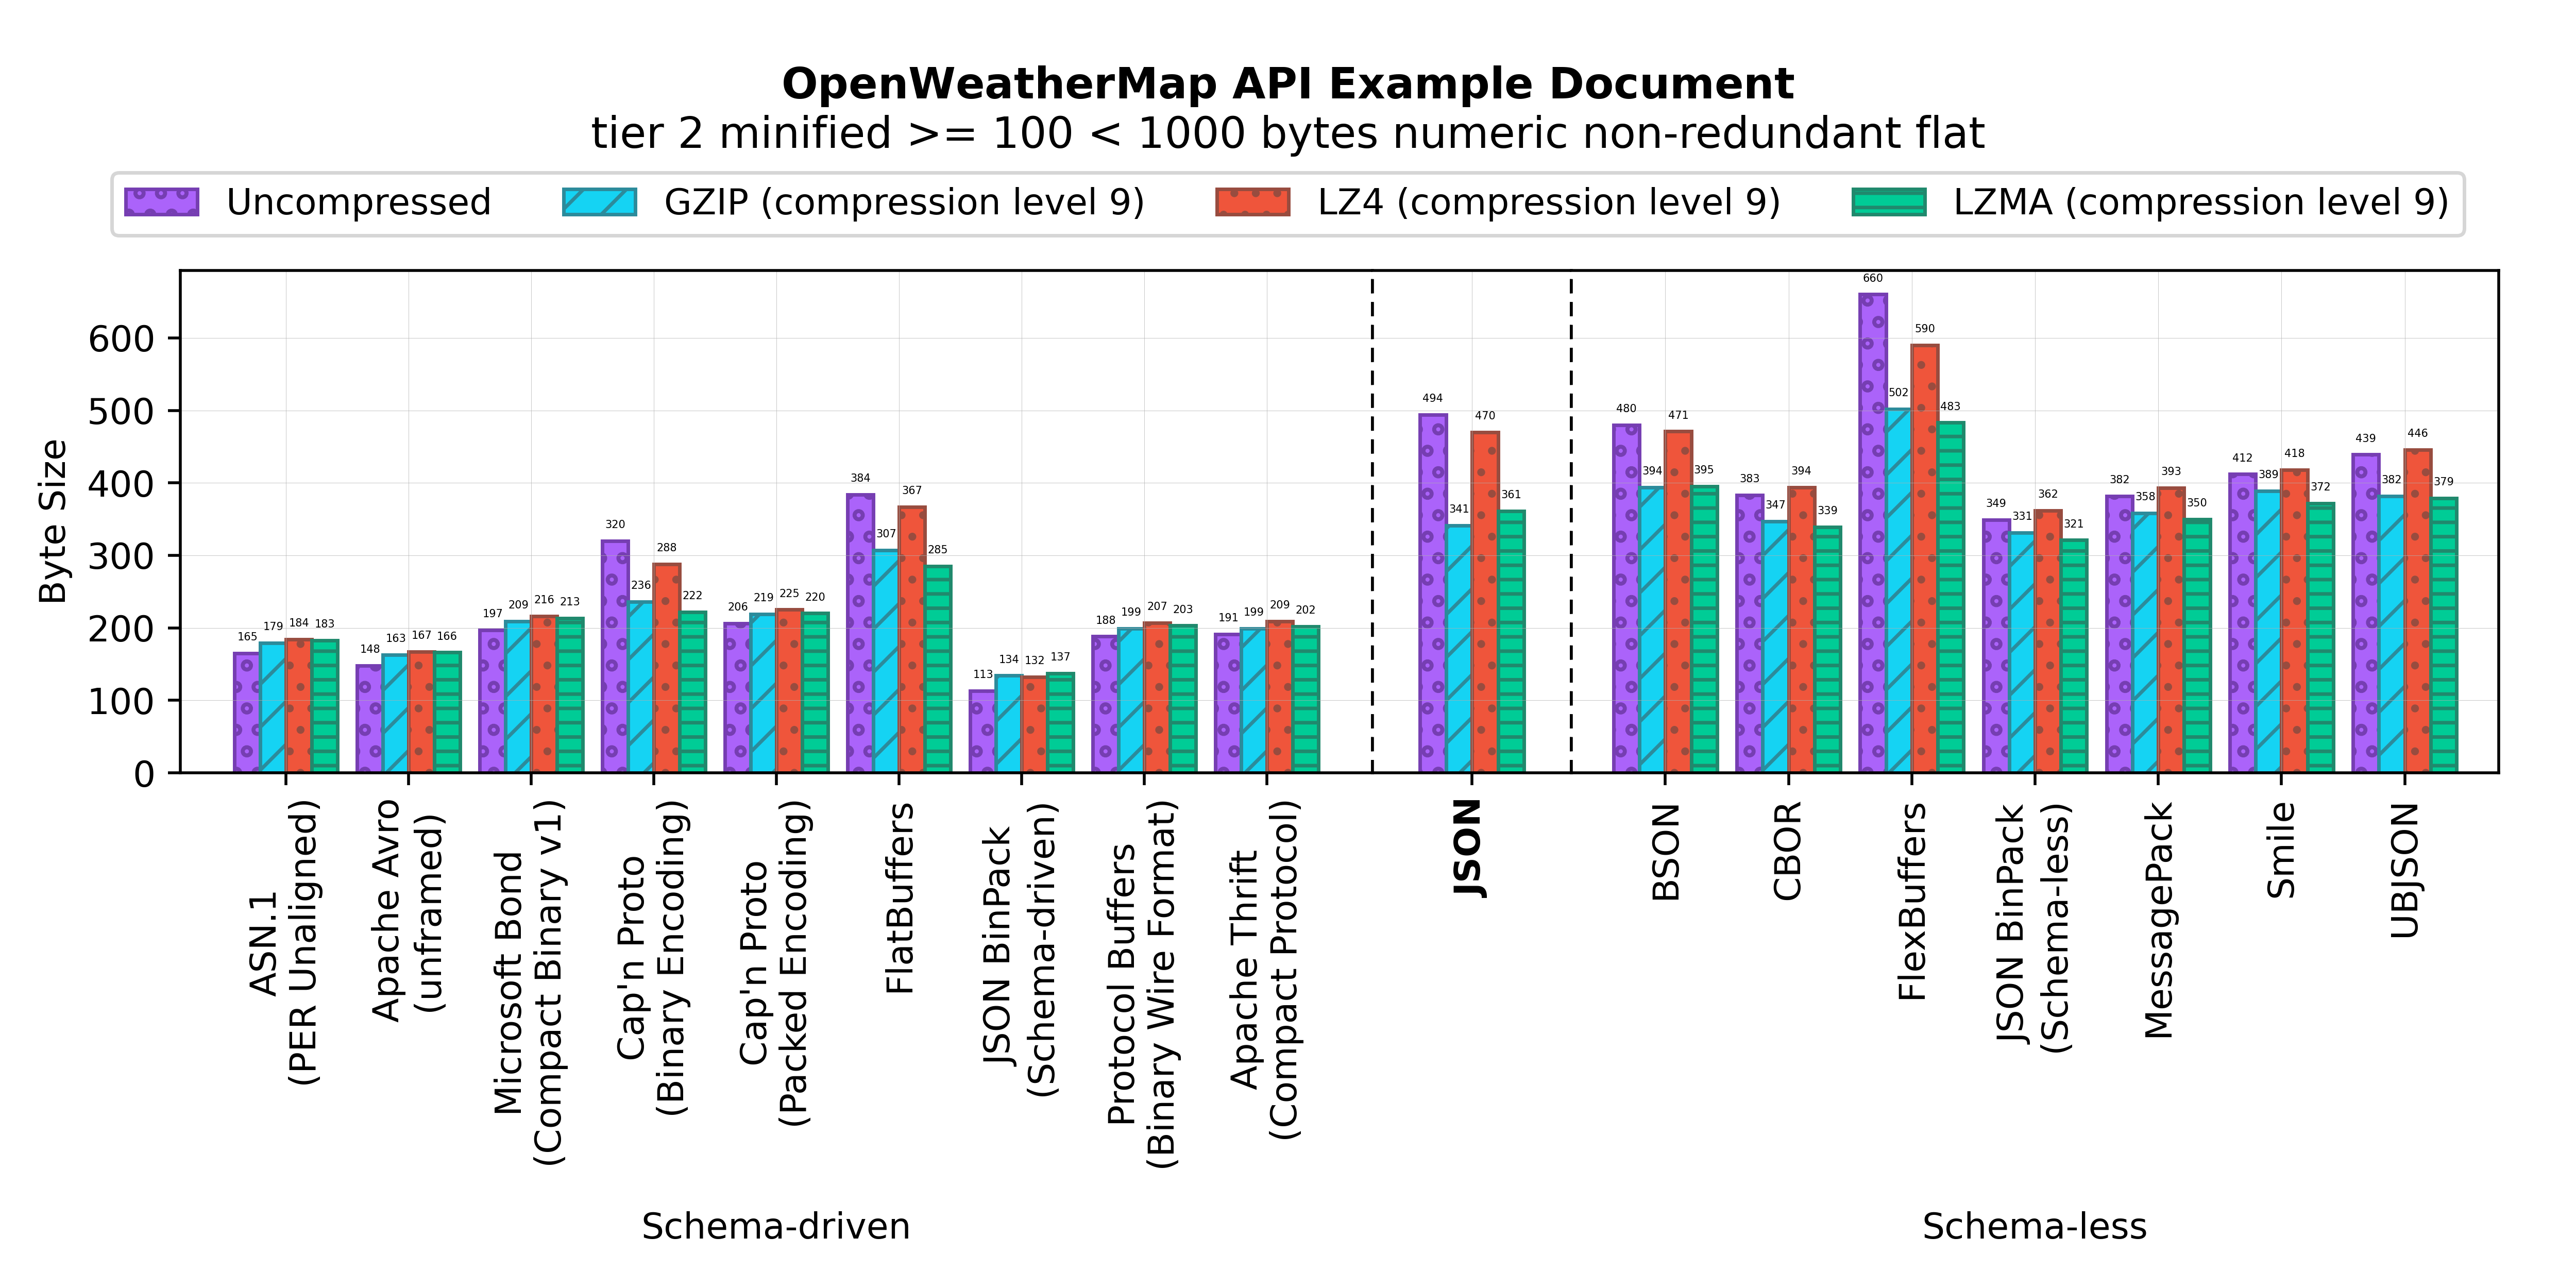 OpenWeatherMap API Example Document
tier 2 minified >= 100 < 1000 bytes numeric non-redundant flat
Uncompressed
GZIP (compression level 9)
LZ4 (compression level 9)
LZMA (compression level 9)
Byte Size
600
500
400
300
200
100
0
165 179 184 183
148 163 167 166
197 209 216 213
320 236 288 222
206 219 225 220
384 307 367 285
113 134 132 137
188 199 207 203
191 199 209 202
494 341 470 361
480 394 471 395
383 347 394 339
660 502 590 483
349 331 362 321
382 358 393 350
412 389 418 372
439 382 446 379
ASN.1
(PER Unaligned)
Apache Avro
(unframed)
Microsoft Bond
(Compact Binary v1)
Cap'n Proto
(Binary Encoding)
Cap'n Proto
(Packed Encoding)
FlatBuffers
JSON BinPack
(Schema-driven)
Protocol Buffers
(Binary Wire Format)
Apache Thrift
(Compact Protocol)
JSON
BSON
CBOR
FlexBuffers
JSON BinPack
(Schema-less)
MessagePack
Smile
UBJSON
Schema-driven
Schema-less